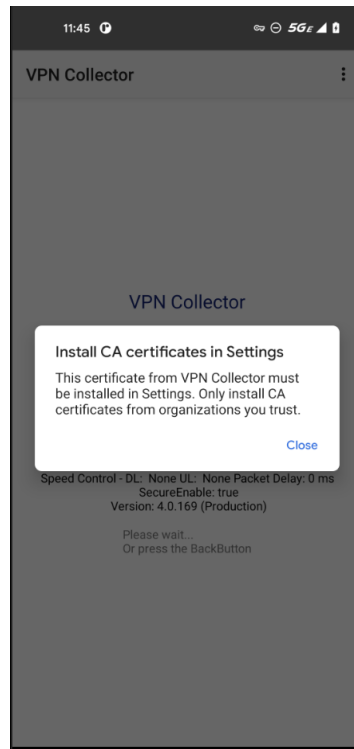 11:45 5GE
VPN Collector
VPN Collector
Install CA certificates in Settings
This certificate from VPN Collector must
be installed in Settings. Only install CA
certificates from organizations you trust.
Close
Speed Control - DL: None UL: None Packet Delay: 0 ms
SecureEnable: true
Version: 4.0.169 (Production)
Please wait...
Or press the BackButton